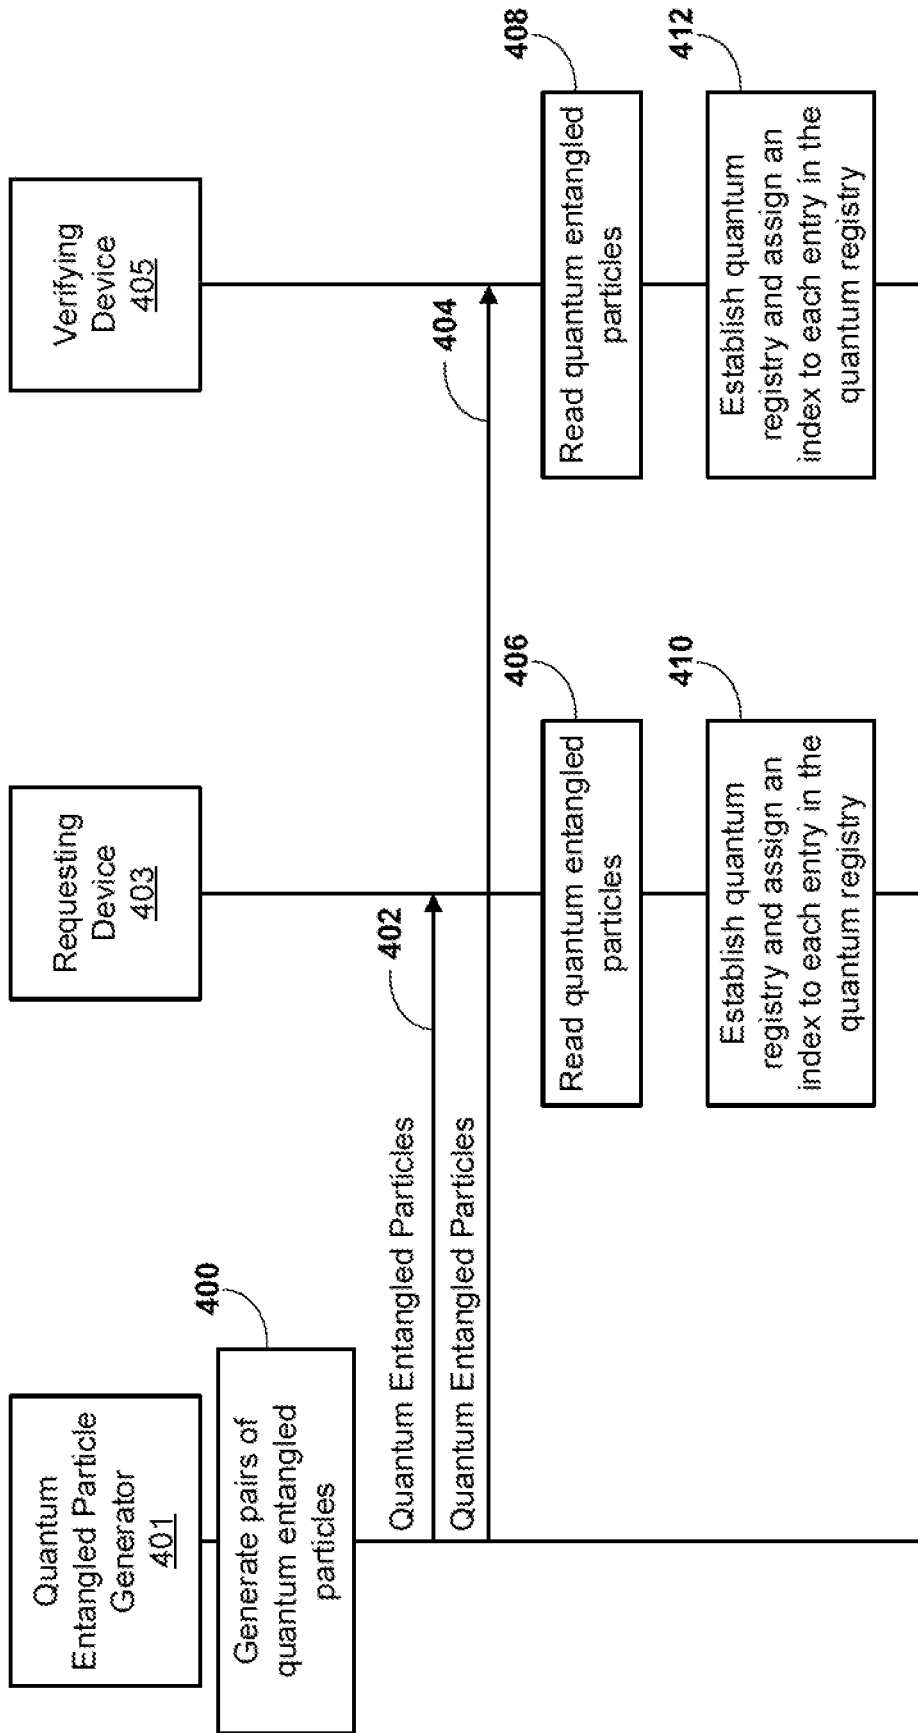 Quantum
Entangled Particle
Generator
401
Requesting
Device
403
Verifying
Device
405
400
Generate pairs of
quantum entangled
particles
402
Quantum Entangled Particles
404
Quantum Entangled Particles
406
Read quantum entangled
particles
408
Read quantum entangled
particles
410
Establish quantum
registry and assign an
index to each entry in the
quantum registry
412
Establish quantum
registry and assign an
index to each entry in the
quantum registry